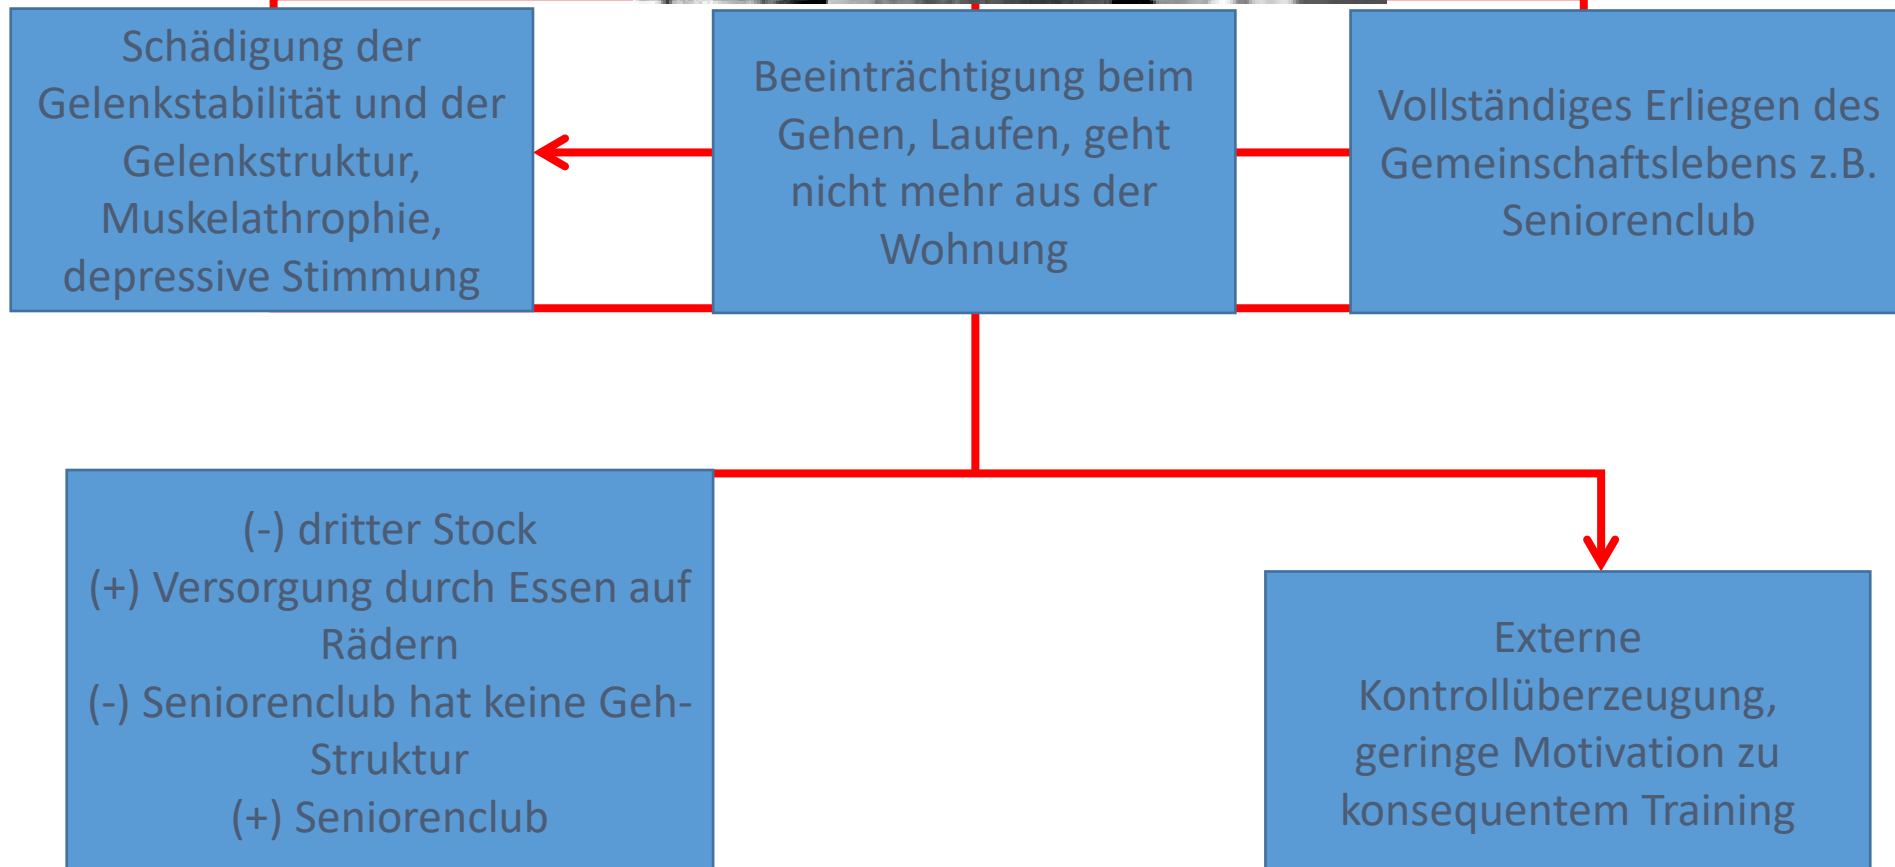 Schädigung der
Gelenkstabilität und der
Gelenkstruktur,
Muskelathrophie,
depressive Stimmung
Beeinträchtigung beim
Gehen, Laufen, geht
nicht mehr aus der
Wohnung
Vollständiges Erliegen des
Gemeinschaftslebens z.B.
Seniorenclub
(-) dritter Stock
(+) Versorgung durch Essen auf
Rädern
(-) Seniorenclub hat keine Geh-
Struktur
(+) Seniorenclub
Externe
Kontrollüberzeugung,
geringe Motivation zu
konsequentem Training